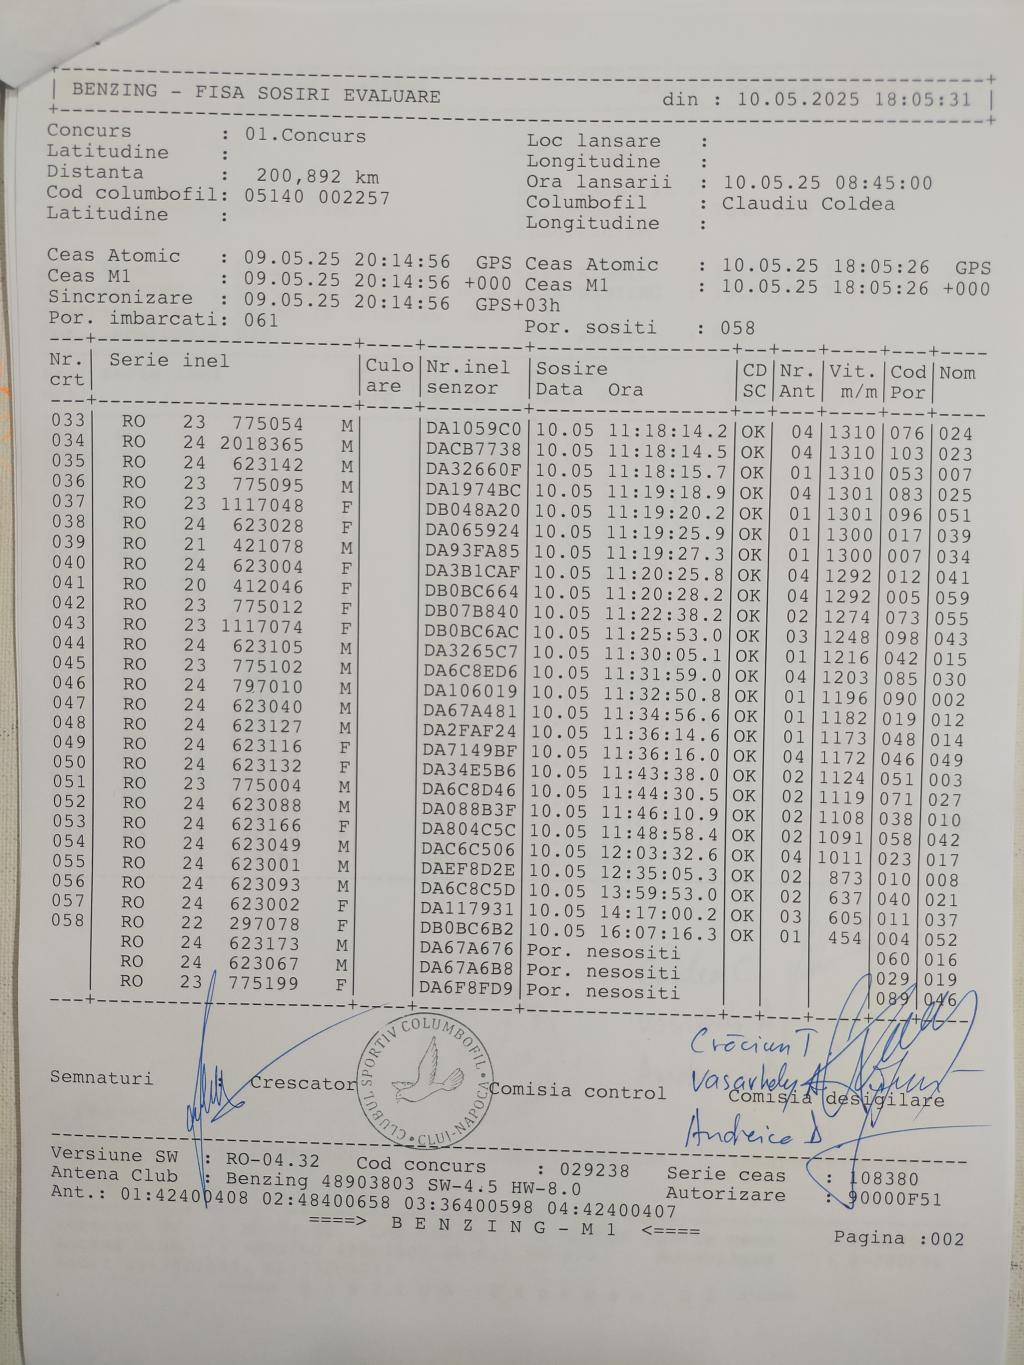 BENZING - FISA SOSIRI EVALUARE din : 10.05.2025 18:05:31
Concurs : 01.Concurs Loc lansare :
Latitudine : Longitudine :
Distanta : 200,892 km Ora lansarii : 10.05.25 08:45:00
Cod columbofil: 05140 002257 Columbofil : Claudiu Coldea
Latitudine : Longitudine :
Ceas Atomic : 09.05.25 20:14:56 GPS Ceas Atomic : 10.05.25 18:05:26 GPS
Ceas M1 : 09.05.25 20:14:56 +000 Ceas M1 : 10.05.25 18:05:26 +000
Sincronizare : 09.05.25 20:14:56 GPS+03h
Por. imbarcati: 061 Por. sositi : 058
Nr. Serie inel Culo Nr.inel Sosire CD Nr. Vit. Cod Nom
crt are senzor Data Ora SC Ant m/m Por
033 RO 23 775054 M DA1059C0 10.05 11:18:14.2 OK 04 1310 076 024
034 RO 24 2018365 M DACB7738 10.05 11:18:14.5 OK 04 1310 103 023
035 RO 24 623142 M DA32660F 10.05 11:18:15.7 OK 01 1310 053 007
036 RO 23 775095 M DA1974BC 10.05 11:19:18.9 OK 04 1301 083 025
037 RO 23 1117048 F DB048A20 10.05 11:19:20.2 OK 01 1301 096 051
038 RO 24 623028 F DA065924 10.05 11:19:25.9 OK 01 1300 017 039
039 RO 21 421078 M DA93FA85 10.05 11:19:27.3 OK 01 1300 007 034
040 RO 24 623004 F DA3B1CAF 10.05 11:20:25.8 OK 04 1292 012 041
041 RO 20 412046 F DB0BC664 10.05 11:20:28.2 OK 04 1292 005 059
042 RO 23 775012 F DB07B840 10.05 11:22:38.2 OK 02 1274 073 055
043 RO 23 1117074 F DB0BC6AC 10.05 11:25:53.0 OK 03 1248 098 043
044 RO 24 623105 M DA3265C7 10.05 11:30:05.1 OK 01 1216 042 015
045 RO 23 775102 M DA6C8ED6 10.05 11:31:59.0 OK 04 1203 085 030
046 RO 24 797010 M DA106019 10.05 11:32:50.8 OK 01 1196 090 002
047 RO 24 623040 M DA67A481 10.05 11:34:56.6 OK 01 1182 019 012
048 RO 24 623127 M DA2FAF24 10.05 11:36:14.6 OK 01 1173 048 014
049 RO 24 623116 F DA7149BF 10.05 11:36:16.0 OK 04 1172 046 049
050 RO 24 623132 F DA34E5B6 10.05 11:43:38.0 OK 02 1124 051 003
051 RO 23 775004 M DA6C8D46 10.05 11:44:30.5 OK 02 1119 071 027
052 RO 24 623088 M DA088B3F 10.05 11:46:10.9 OK 02 1108 038 010
053 RO 24 623166 F DA804C5C 10.05 11:48:58.4 OK 02 1091 058 042
054 RO 24 623049 M DAC6C506 10.05 12:03:32.6 OK 04 1011 023 017
055 RO 24 623001 M DAEF8D2E 10.05 12:35:05.3 OK 02 873 010 008
056 RO 24 623093 M DA6C8C5D 10.05 13:59:53.0 OK 02 637 040 021
057 RO 24 623002 F DA117931 10.05 14:17:00.2 OK 03 605 011 037
058 RO 22 297078 F DB0BC6B2 10.05 16:07:16.3 OK 01 454 004 052
RO 24 623173 M DA67A676 Por. nesositi 060 016
RO 24 623067 M DA67A6B8 Por. nesositi 029 019
RO 23 775199 F DA6F8FD9 Por. nesositi 089 046
Crăciun T.
Semnaturi Crescator Comisia control Comisia desigilare
CLUBUL SPORTIV COLUMBOFIL • CLUJ-NAPOCA •
Vasarhely A
Andreica D
Versiune SW : RO-04.32 Cod concurs : 029238 Serie ceas : 108380
Antena Club : Benzing 48903803 SW-4.5 HW-8.0 Autorizare : 90000F51
Ant.: 01:42400408 02:48400658 03:36400598 04:42400407
====> B E N Z I N G - M 1 <====
Pagina :002